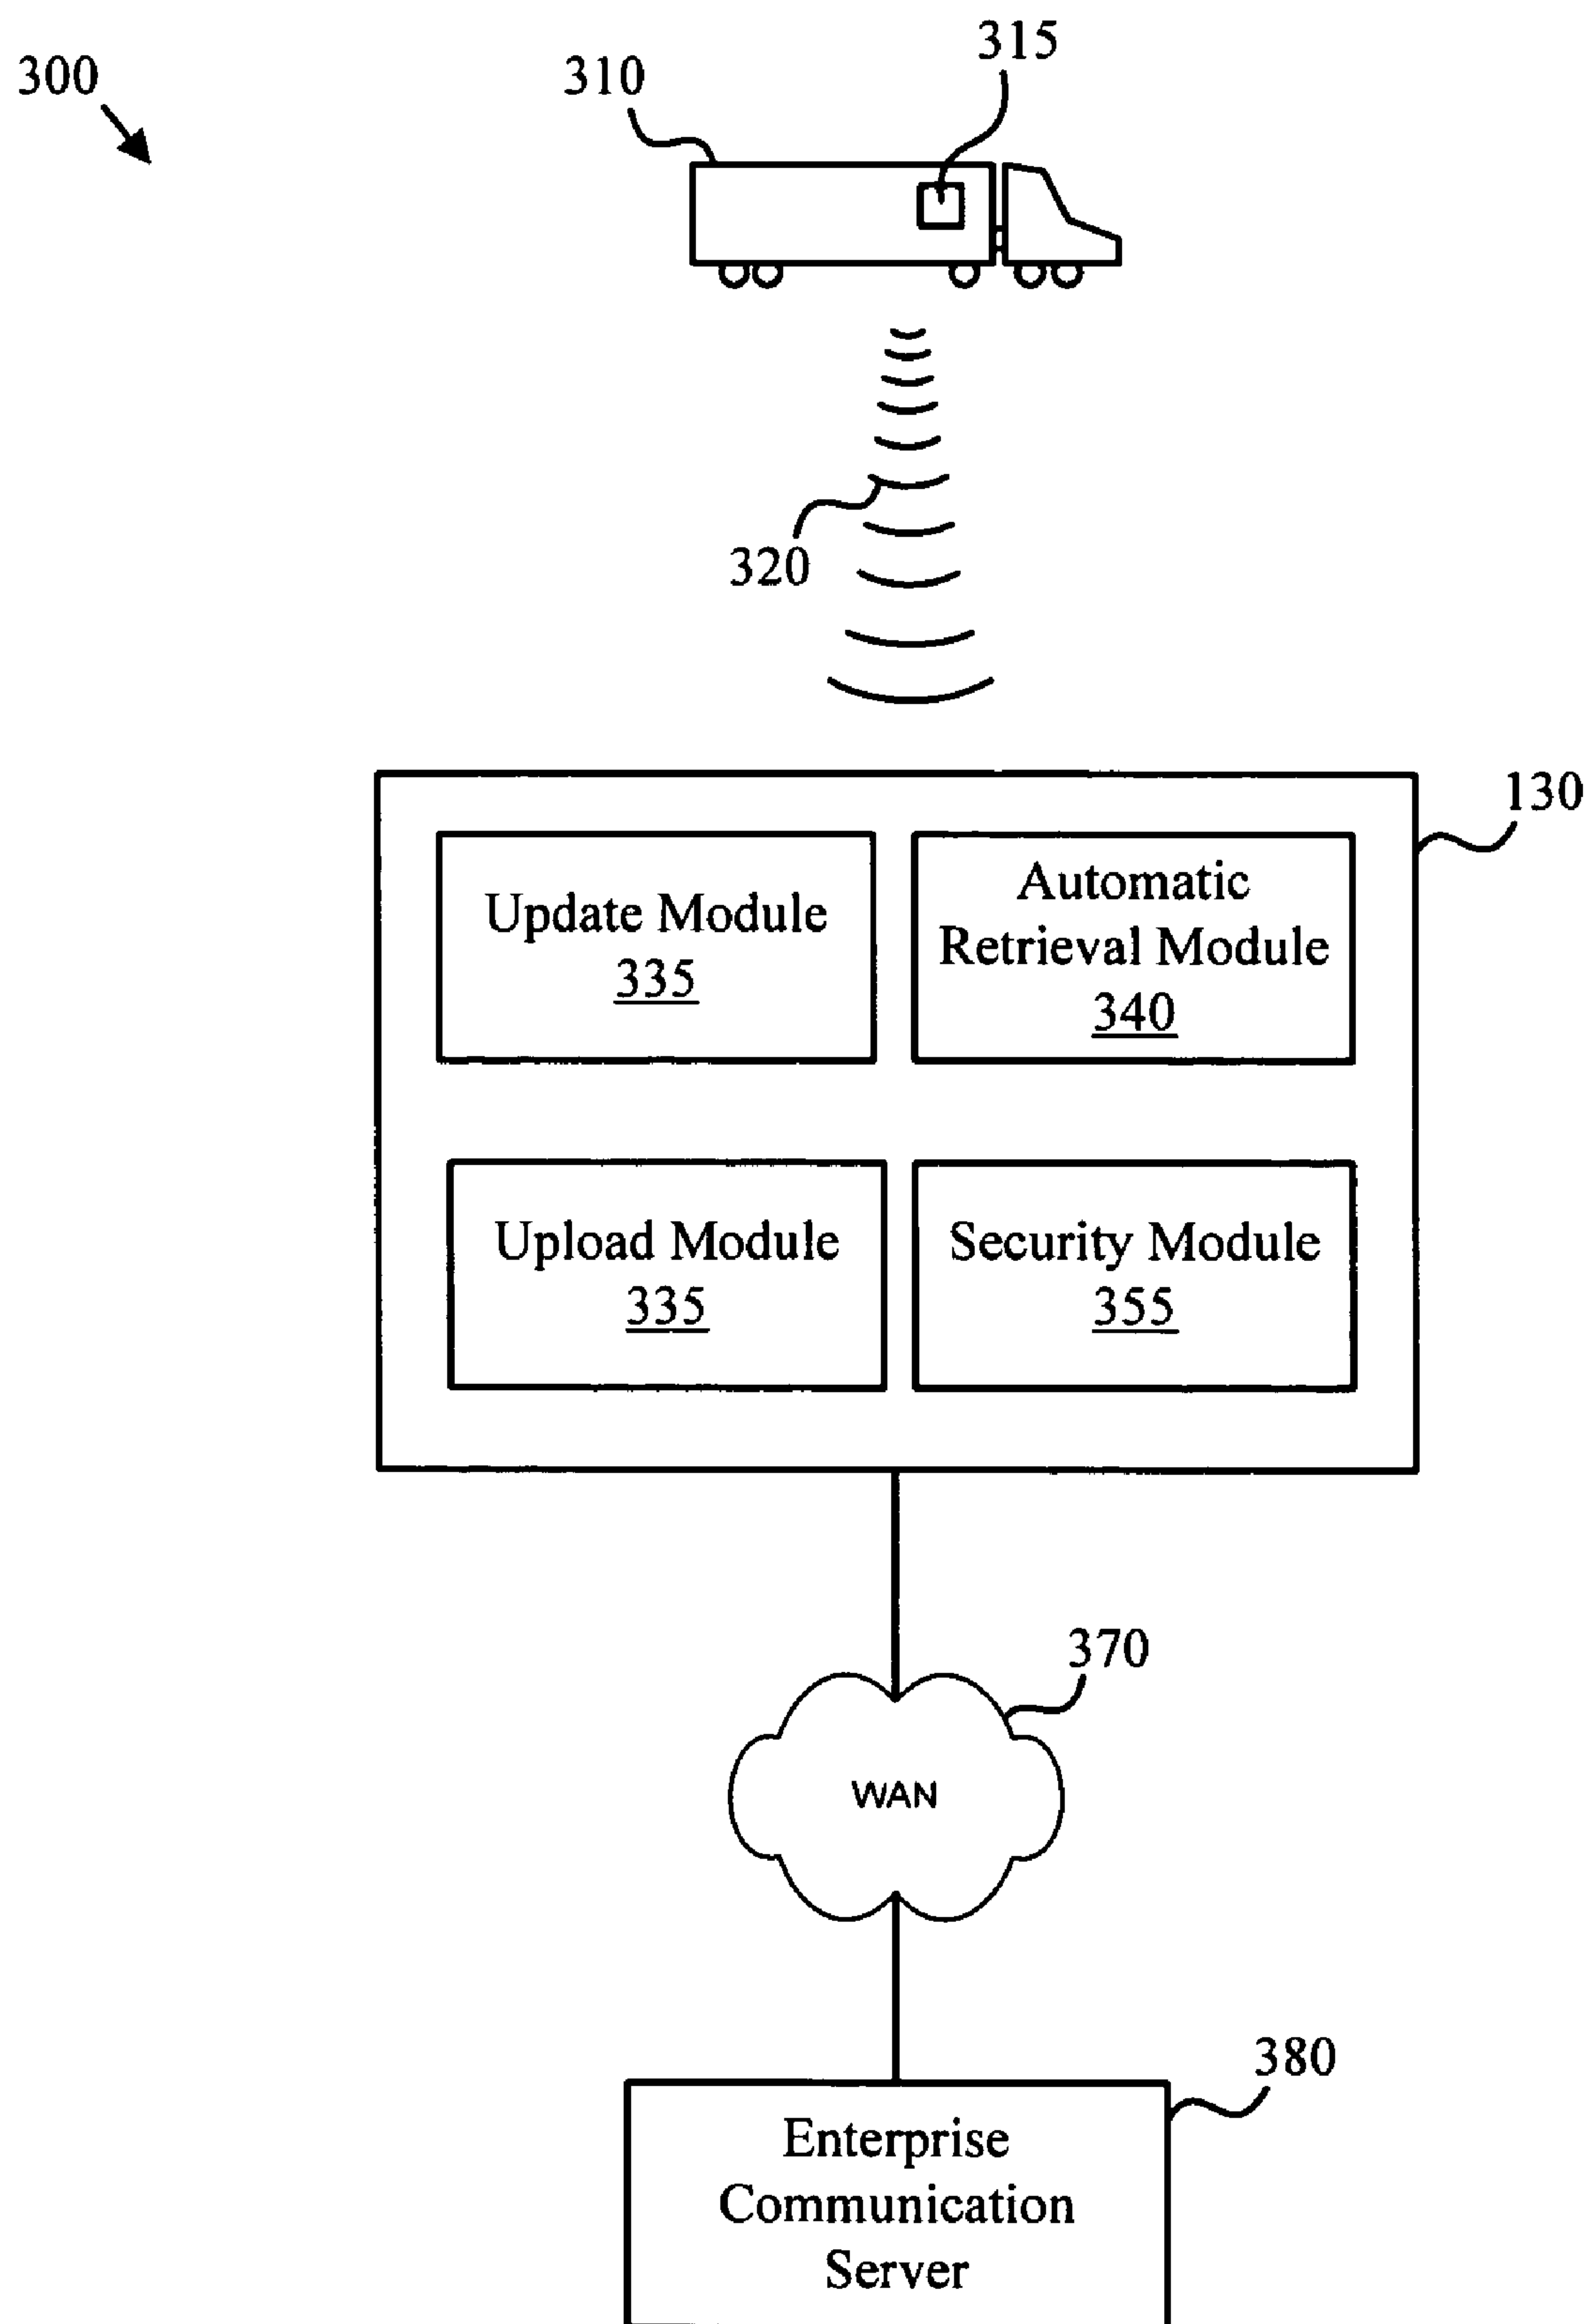 315
300
310
320
130
Update Module
335
Automatic
Retrieval Module
340
Upload Module
335
Security Module
355
370
WAN
380
Enterprise
Communication
Server